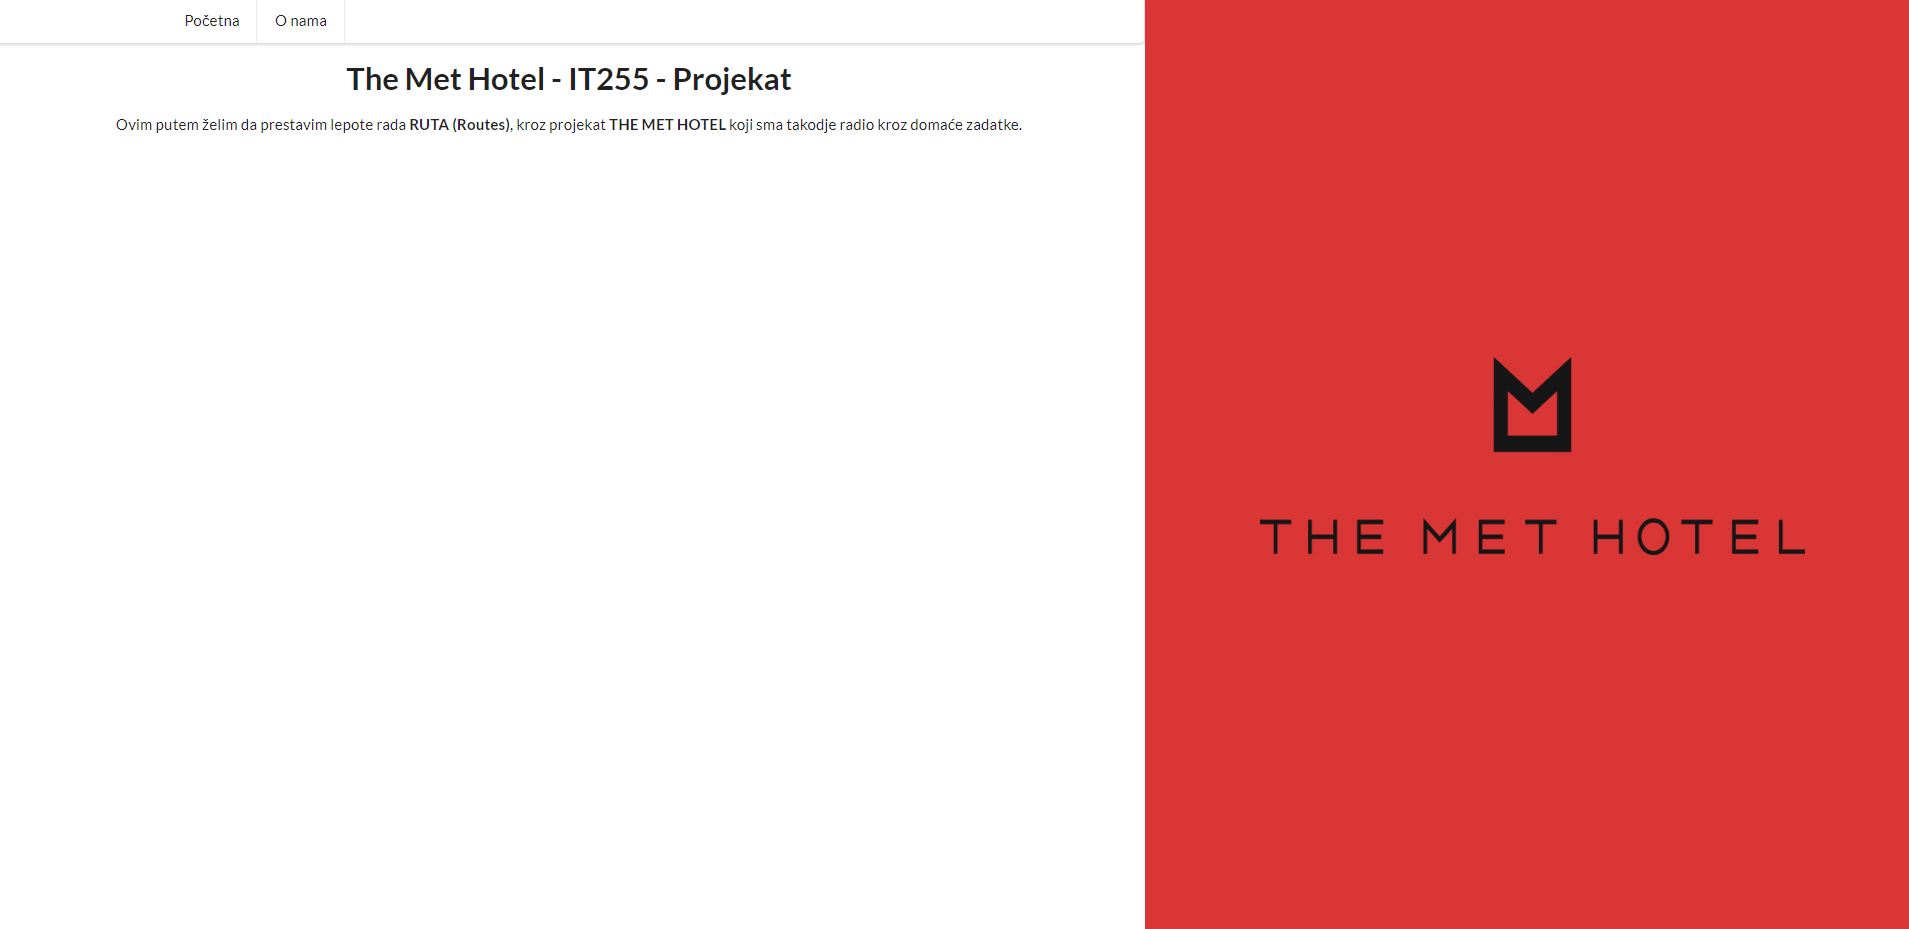 Početna
O nama
The Met Hotel - IT255 - Projekat
Ovim putem želim da prestavim lepote rada RUTA (Routes), kroz projekat THE MET HOTEL koji sma takodje radio kroz domaće zadatke.
THE MET HOTEL